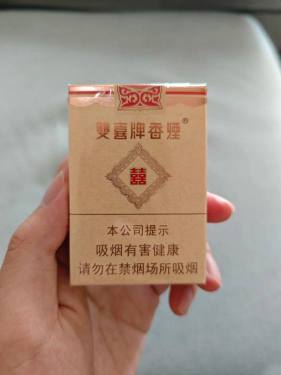 雙喜牌香煙®
囍
本公司提示
吸烟有害健康
请勿在禁烟场所吸烟